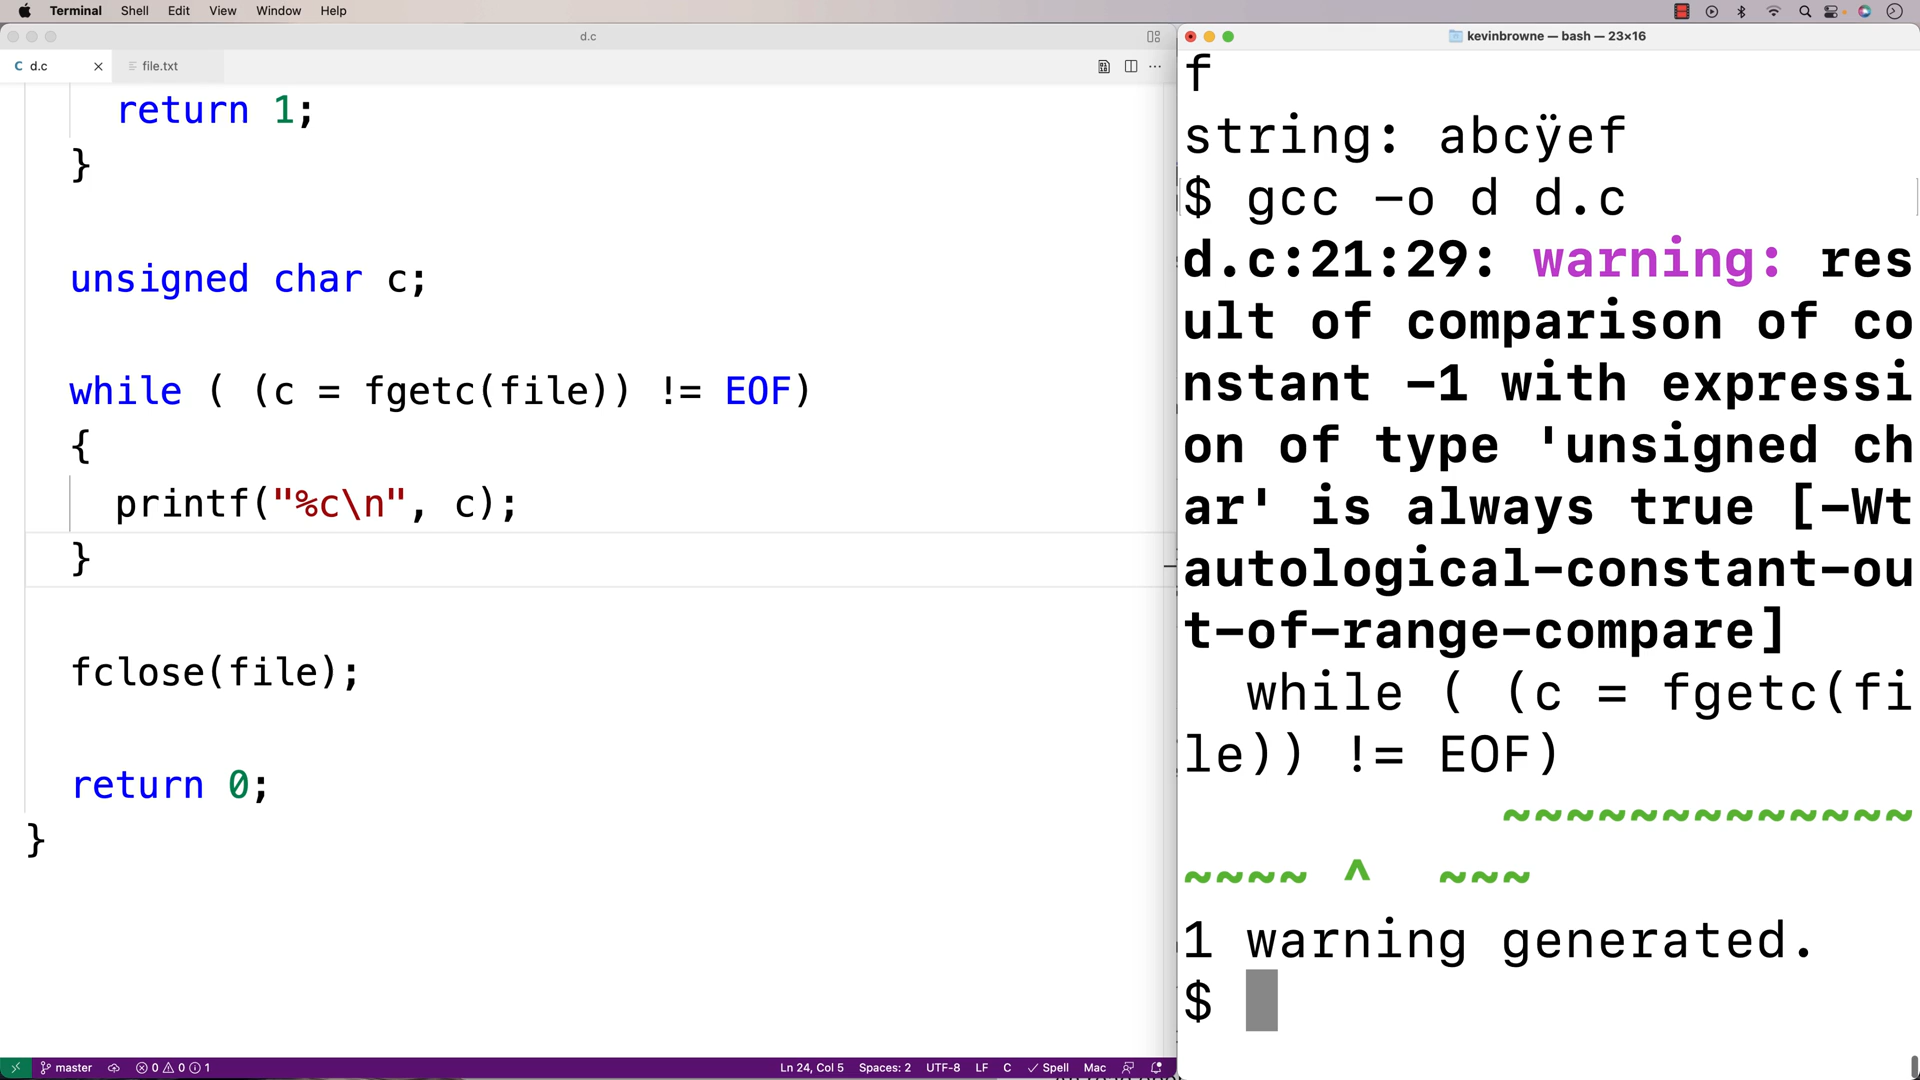 Terminal Shell Edit View Window Help
d.c
C d.c
file.txt
return 1;
}
unsigned char c;
while ( (c = fgetc(file)) != EOF)
{
printf("%c\n", c);
}
fclose(file);
return 0;
}
master 0 0 1
Ln 24, Col 5 Spaces: 2 UTF-8 LF C Spell Mac
kevinbrowne — bash — 23×16
f
string: abcÿef
$ gcc -o d d.c
d.c:21:29: warning: res
ult of comparison of co
nstant -1 with expressi
on of type 'unsigned ch
ar' is always true [-Wt
autological-constant-ou
t-of-range-compare]
while ( (c = fgetc(fi
le)) != EOF)
~~~~~~~~~~~~~
~~~~ ^ ~~~
1 warning generated.
$